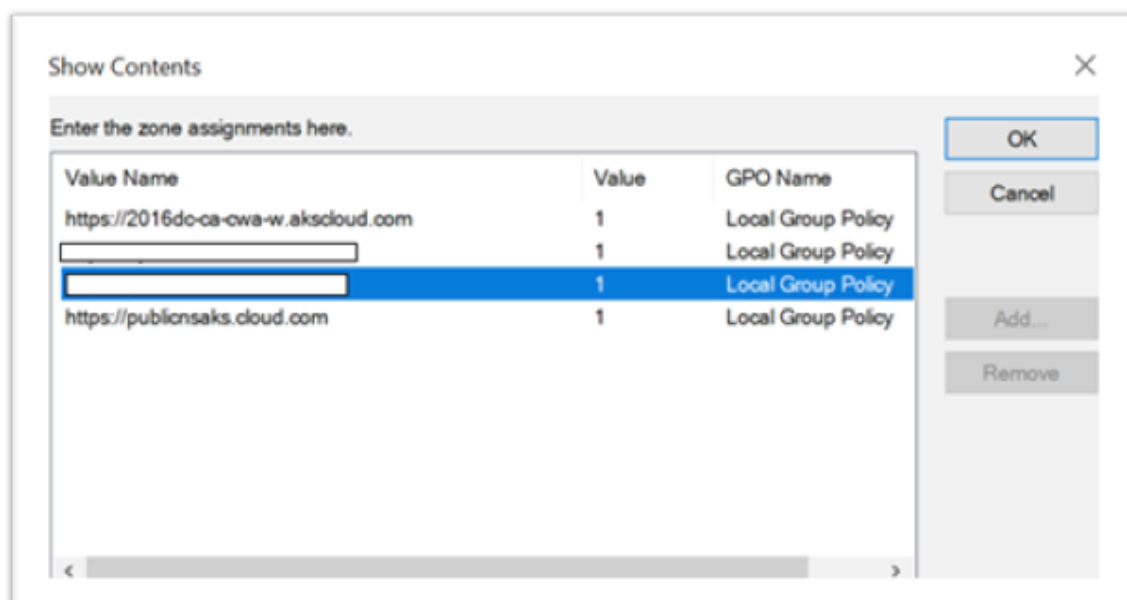 Show Contents
Enter the zone assignments here.
OK
Cancel
Value Name Value GPO Name
https://2016dc-ca-cwa-w.akscloud.com 1 Local Group Policy
1 Local Group Policy
1 Local Group Policy
https://publicnsaks.cloud.com 1 Local Group Policy
Add...
Remove